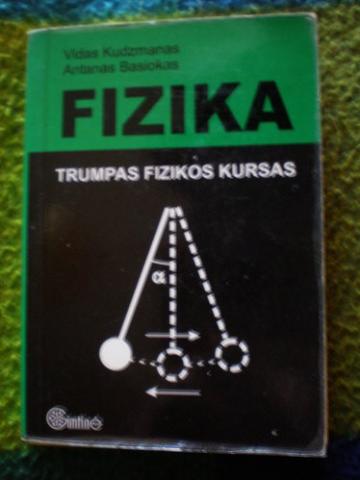 Vidas Kudzmanas
Antanas Basiokas
FIZIKA
TRUMPAS FIZIKOS KURSAS
α